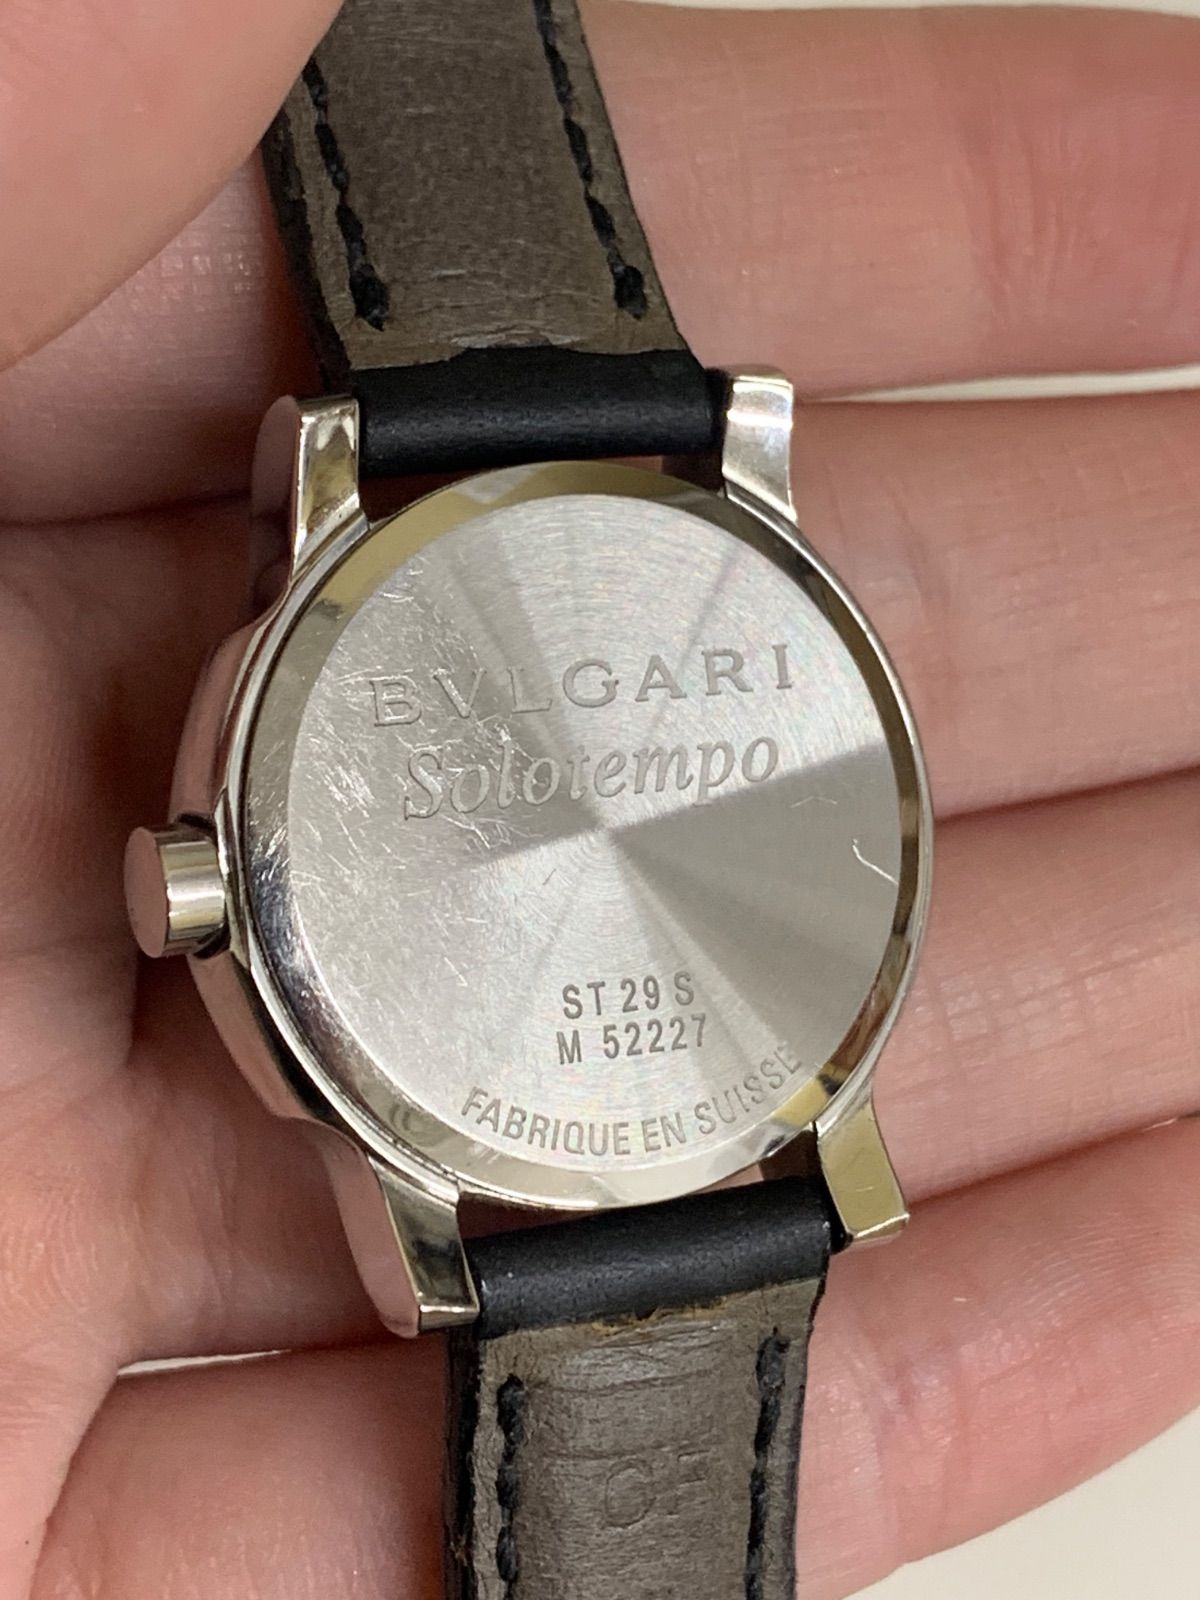 BVLGARI
Solotempo
ST 29 S
M 52227
FABRIQUE EN SUISSE